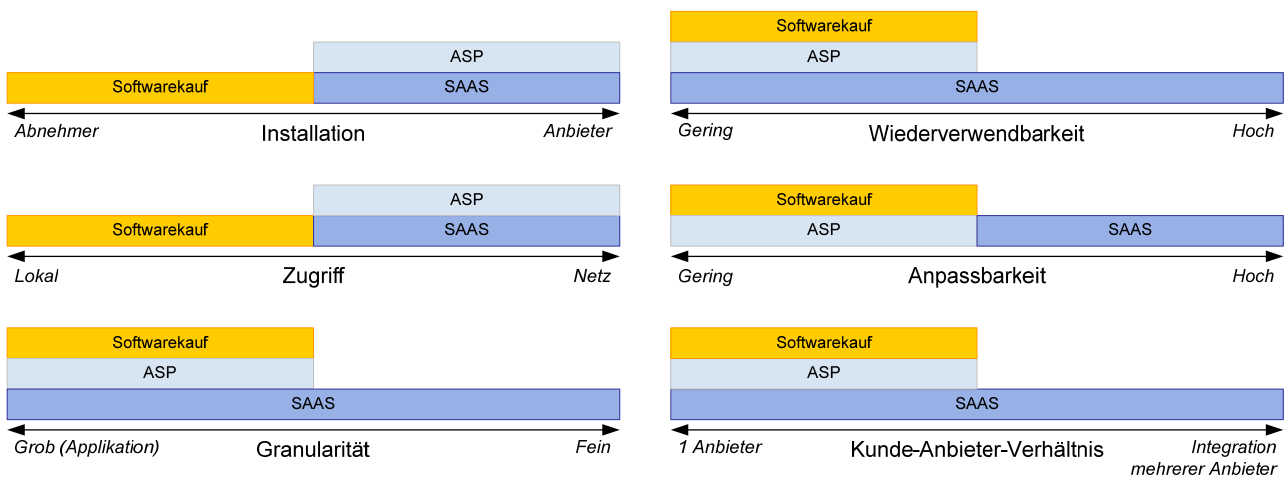 ASP
Softwarekauf
SAAS
Abnehmer
Installation
Anbieter
Softwarekauf
ASP
SAAS
Gering
Wiederverwendbarkeit
Hoch
ASP
Softwarekauf
SAAS
Lokal
Zugriff
Netz
Softwarekauf
ASP
SAAS
Gering
Anpassbarkeit
Hoch
Softwarekauf
ASP
SAAS
Grob (Applikation)
Granularität
Fein
Softwarekauf
ASP
SAAS
1 Anbieter
Kunde-Anbieter-Verhältnis
Integration
mehrerer Anbieter